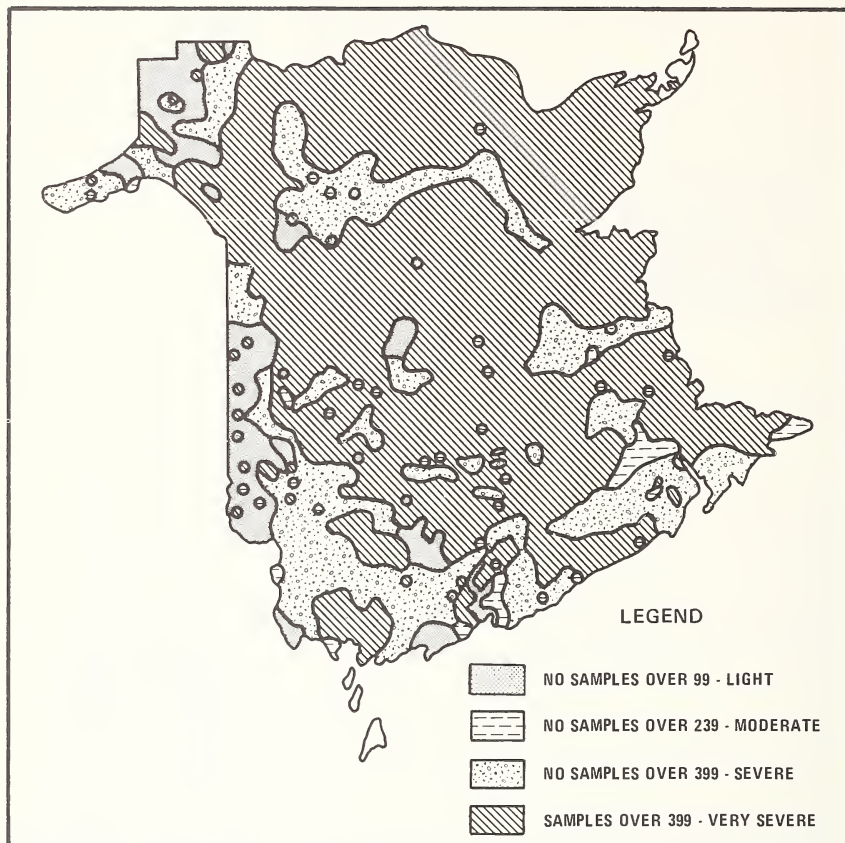 LEGEND
NO SAMPLES OVER 99 - LIGHT
NO SAMPLES OVER 239 - MODERATE
NO SAMPLES OVER 399 - SEVERE
SAMPLES OVER 399 - VERY SEVERE